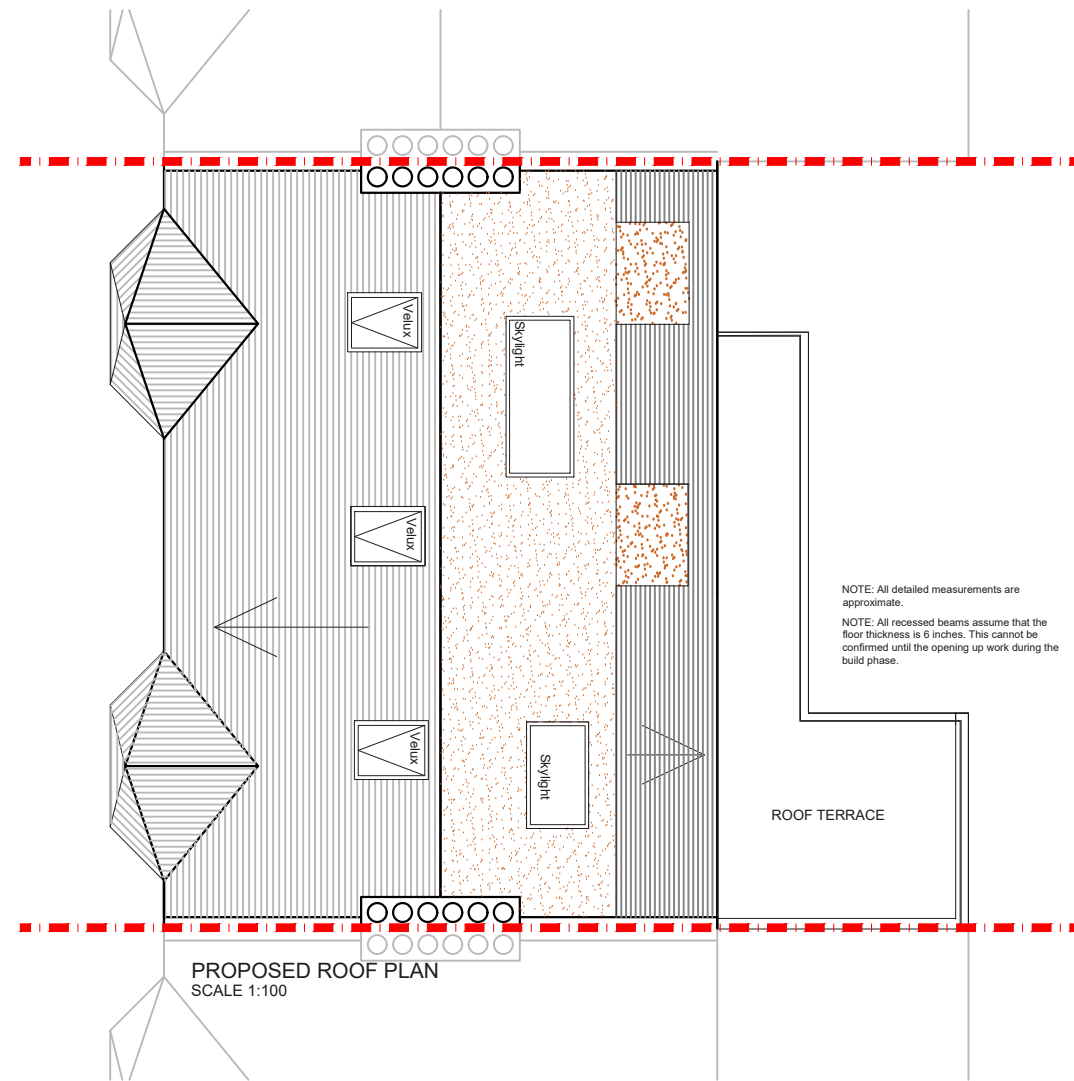 Velux
Skylight
Velux
Velux
Skylight
NOTE: All detailed measurements are
approximate.
NOTE: All recessed beams assume that the
floor thickness is 6 inches. This cannot be
confirmed until the opening up work during the
build phase.
ROOF TERRACE
PROPOSED ROOF PLAN
SCALE 1:100